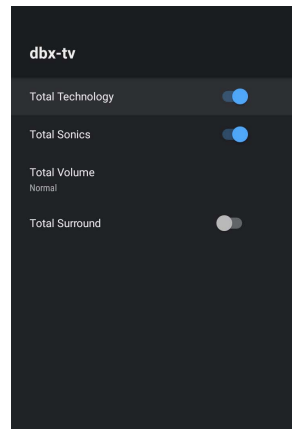 dbx-tv
Total Technology
Total Sonics
Total Volume
Normal
Total Surround